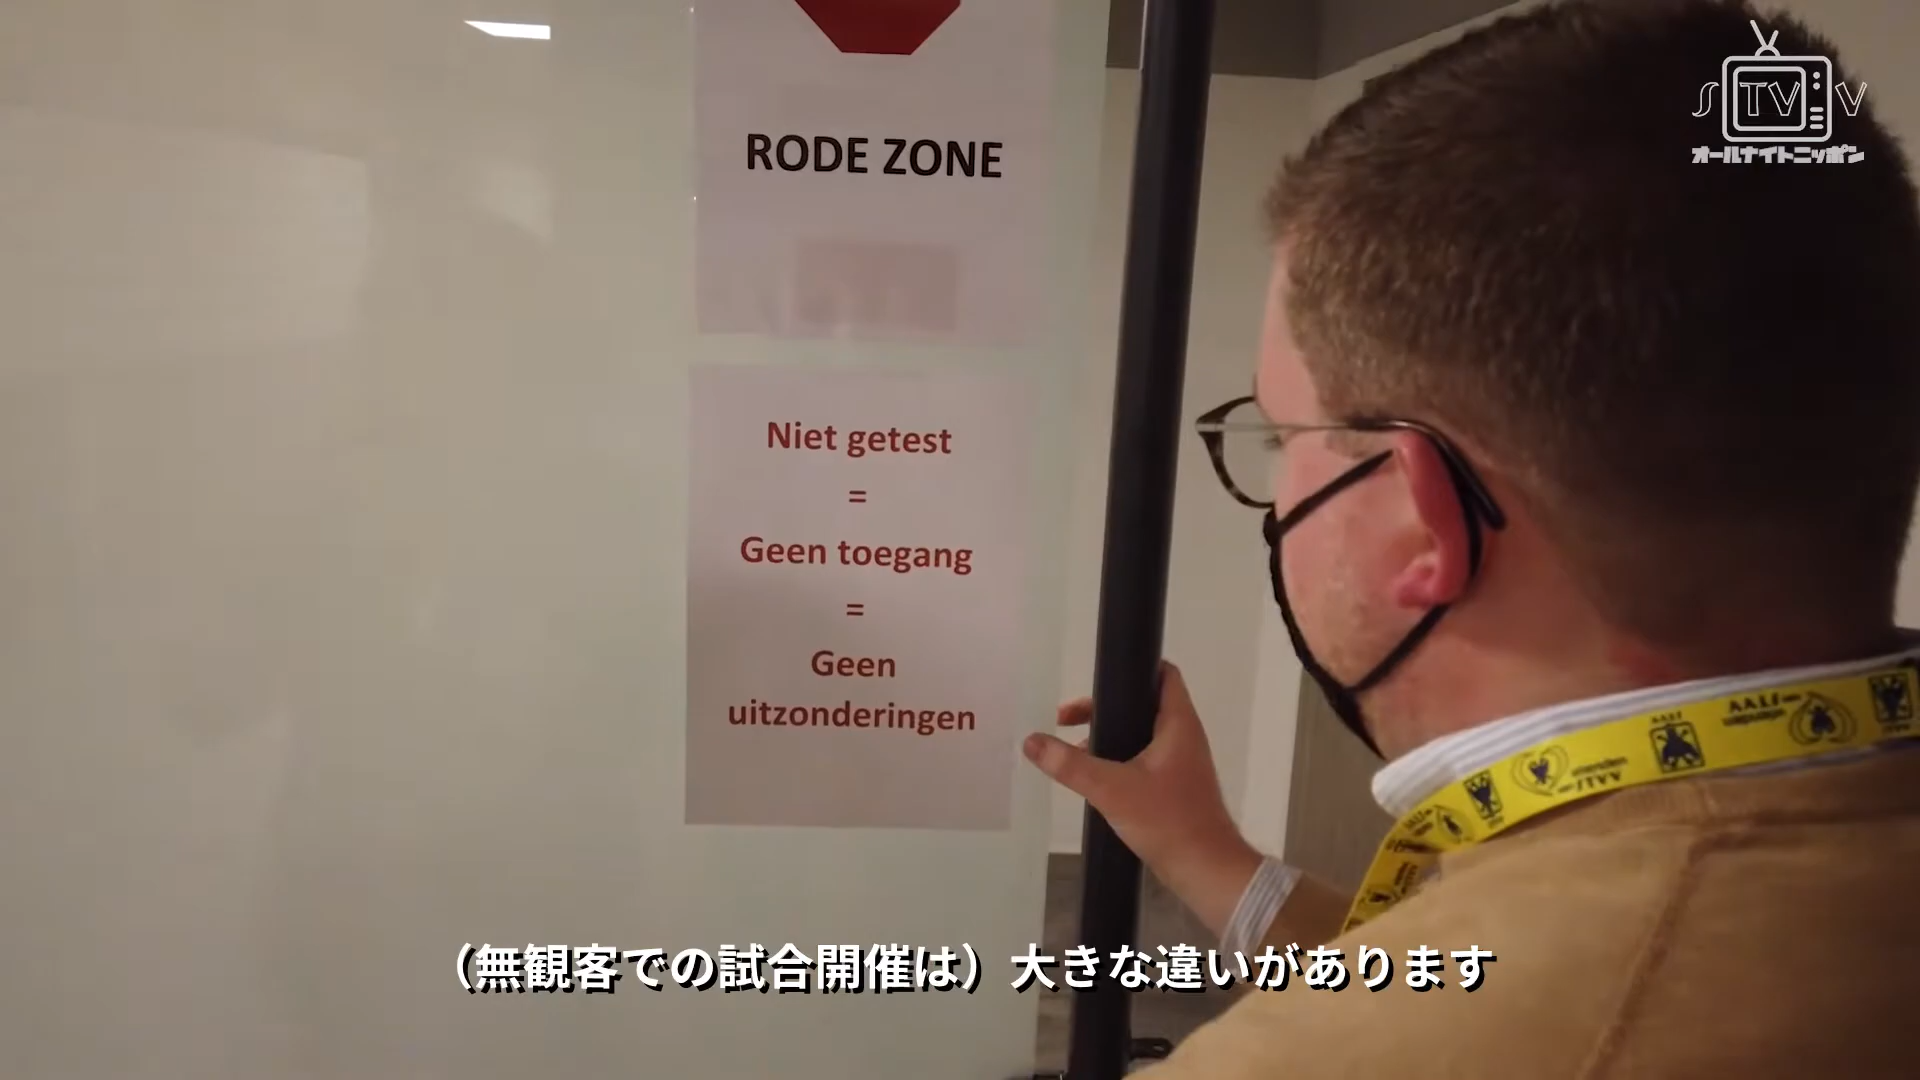 STVV
オールナイトニッポン
RODE ZONE
Niet getest
=
Geen toegang
=
Geen
uitzonderingen
STVV
（無観客での試合開催は）大きな違いがあります